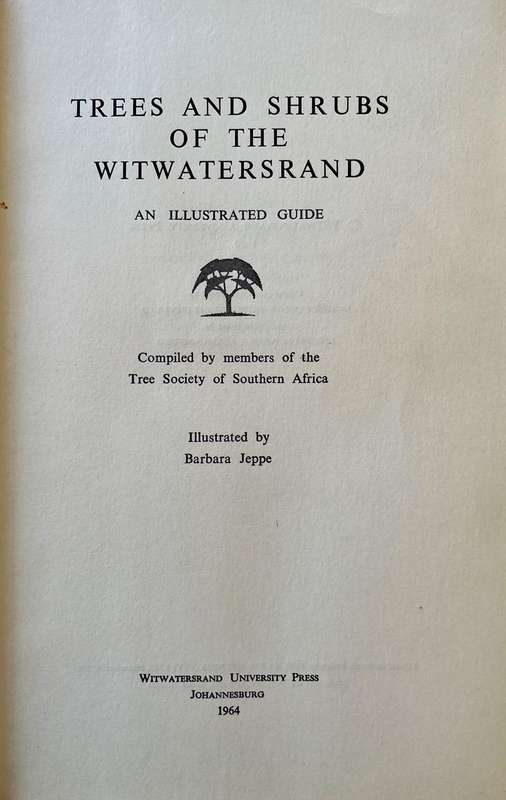 TREES AND SHRUBS
OF THE
WITWATERSRAND
AN ILLUSTRATED GUIDE
Compiled by members of the
Tree Society of Southern Africa
Illustrated by
Barbara Jeppe
Witwatersrand University Press
Johannesburg
1964